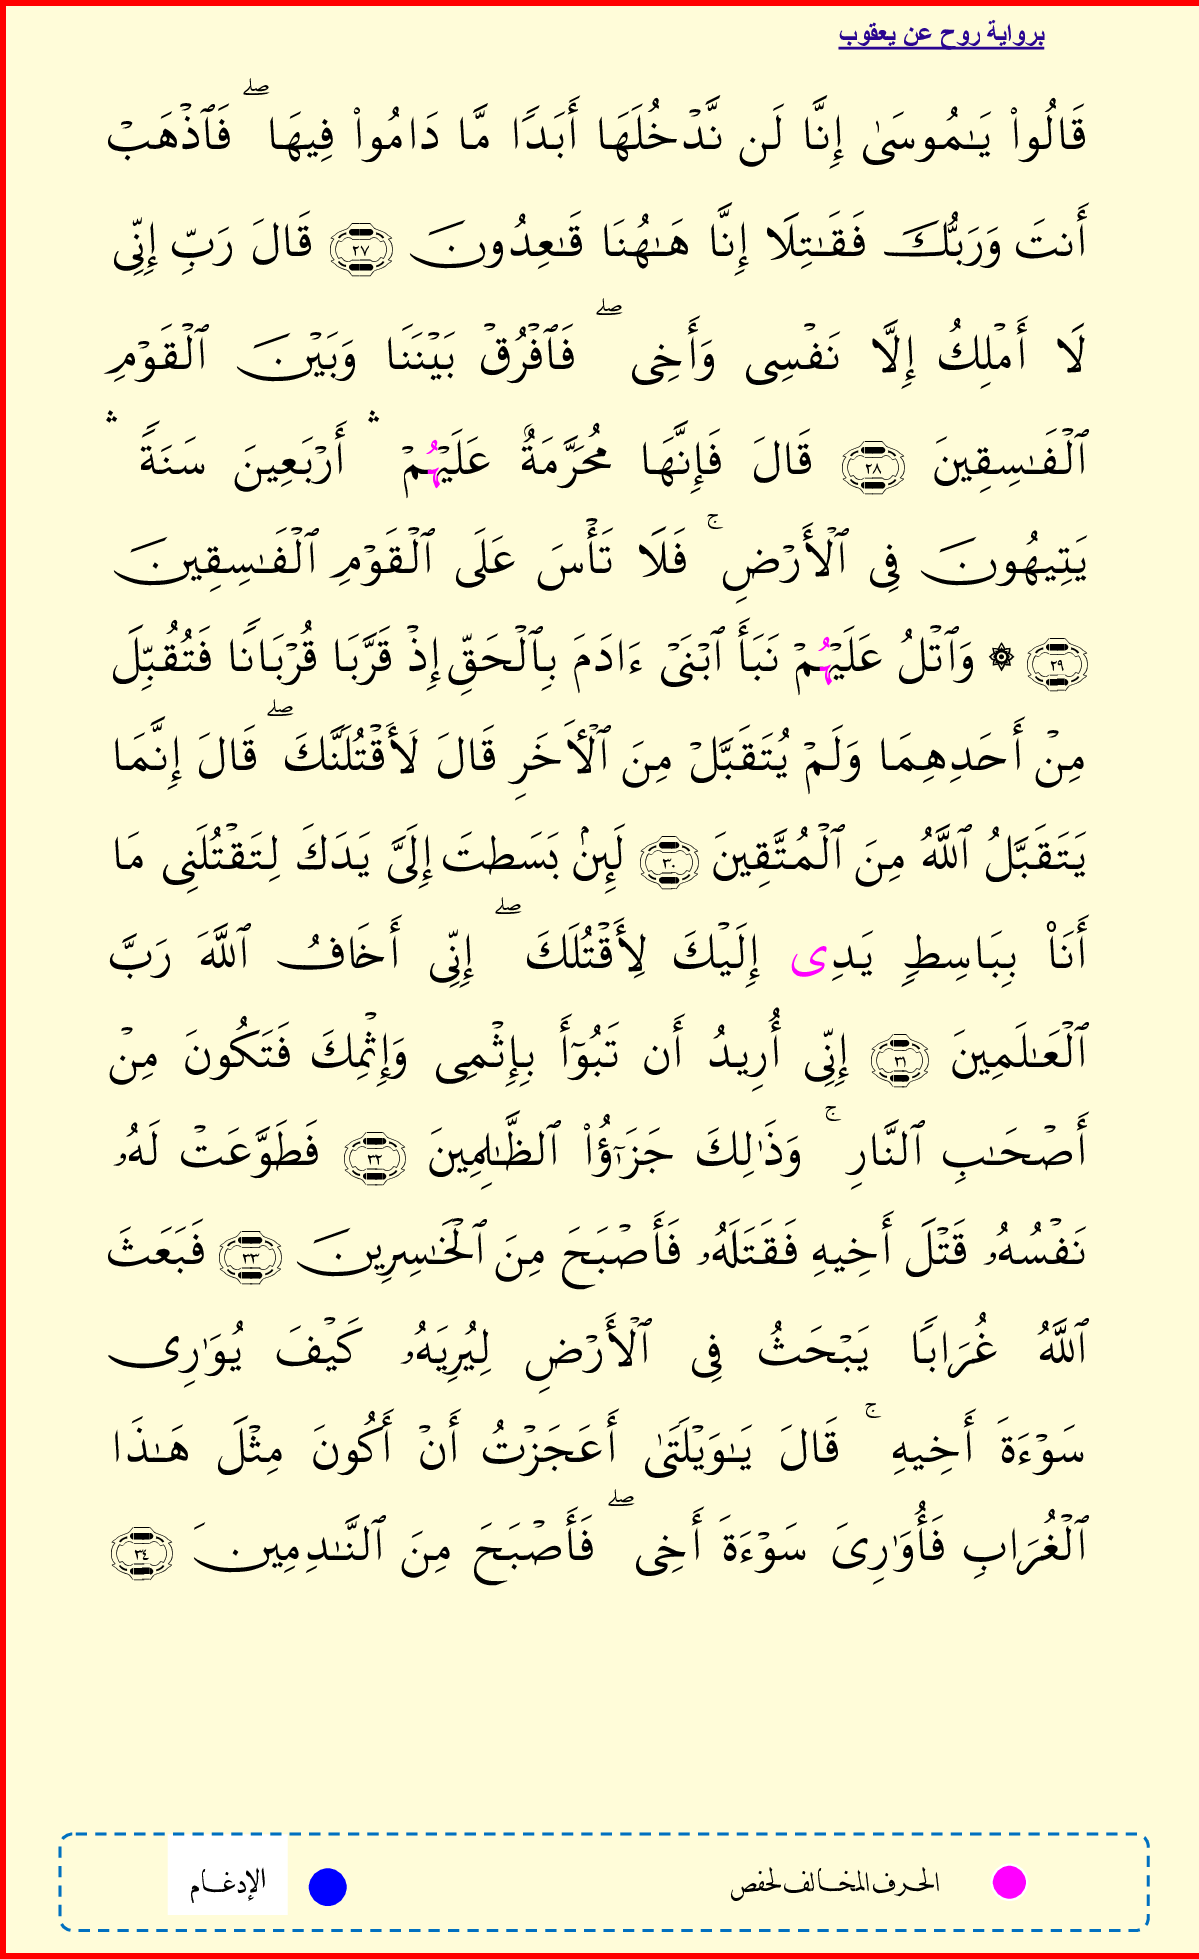 برواية روح عن يعقوب
قَالُوا۟ يَـٰمُوسَىٰ إِنَّا لَن نَّدۡخُلَهَا أَبَدࣰا مَّا دَامُوا۟ فِيهَا ۖ فَٱذۡهَبۡ
أَنتَ وَرَبُّكَ فَقَـٰتِلَا إِنَّا هَـٰهُنَا قَـٰعِدُونَ ٢٧ قَالَ رَبِّ إِنِّى
لَا أَمۡلِكُ إِلَّا نَفۡسِى وَأَخِى ۖ فَٱفۡرُقۡ بَيۡنَنَا وَبَيۡنَ ٱلۡقَوۡمِ
ٱلۡفَـٰسِقِينَ ٢٨ قَالَ فَإِنَّهَا مُحَرَّمَةٌ عَلَيۡهُمۡ ۛ أَرۡبَعِينَ سَنَةࣰ ۛ
يَتِيهُونَ فِى ٱلۡأَرۡضِ ۚ فَلَا تَأۡسَ عَلَى ٱلۡقَوۡمِ ٱلۡفَـٰسِقِينَ
٢٩ ۞ وَٱتۡلُ عَلَيۡهُمۡ نَبَأَ ٱبۡنَىۡ ءَادَمَ بِٱلۡحَقِّ إِذۡ قَرَّبَا قُرۡبَانࣰا فَتُقُبِّلَ
مِنۡ أَحَدِهِمَا وَلَمۡ يُتَقَبَّلۡ مِنَ ٱلۡأَخَرِ قَالَ لَأَقۡتُلَنَّكَ ۖ قَالَ إِنَّمَا
يَتَقَبَّلُ ٱللَّهُ مِنَ ٱلۡمُتَّقِينَ ٣٠ لَئِنۢ بَسَطتَ إِلَىَّ يَدَكَ لِتَقۡتُلَنِى مَا
أَنَا۠ بِبَاسِطࣲ يَدِى إِلَيۡكَ لِأَقۡتُلَكَ ۖ إِنِّى أَخَافُ ٱللَّهَ رَبَّ
ٱلۡعَـٰلَمِينَ ٣١ إِنِّى أُرِيدُ أَن تَبُوٓأَ بِإِثۡمِى وَإِثۡمِكَ فَتَكُونَ مِنۡ
أَصۡحَـٰبِ ٱلنَّارِ ۚ وَذَٰلِكَ جَزَـٰٓؤُا۟ ٱلظَّـٰلِمِينَ ٣٢ فَطَوَّعَتۡ لَهُۥ
نَفۡسُهُۥ قَتۡلَ أَخِيهِ فَقَتَلَهُۥ فَأَصۡبَحَ مِنَ ٱلۡخَـٰسِرِينَ ٣٣ فَبَعَثَ
ٱللَّهُ غُرَابࣰا يَبۡحَثُ فِى ٱلۡأَرۡضِ لِيُرِيَهُۥ كَيۡفَ يُوَٰرِى
سَوۡءَةَ أَخِيهِ ۚ قَالَ يَـٰوَيۡلَتَىٰ أَعَجَزۡتُ أَنۡ أَكُونَ مِثۡلَ هَـٰذَا
ٱلۡغُرَابِ فَأُوَٰرِىَ سَوۡءَةَ أَخِى ۖ فَأَصۡبَحَ مِنَ ٱلنَّـٰدِمِينَ ٣٤
الحرف المخالف لحفص الإدغام